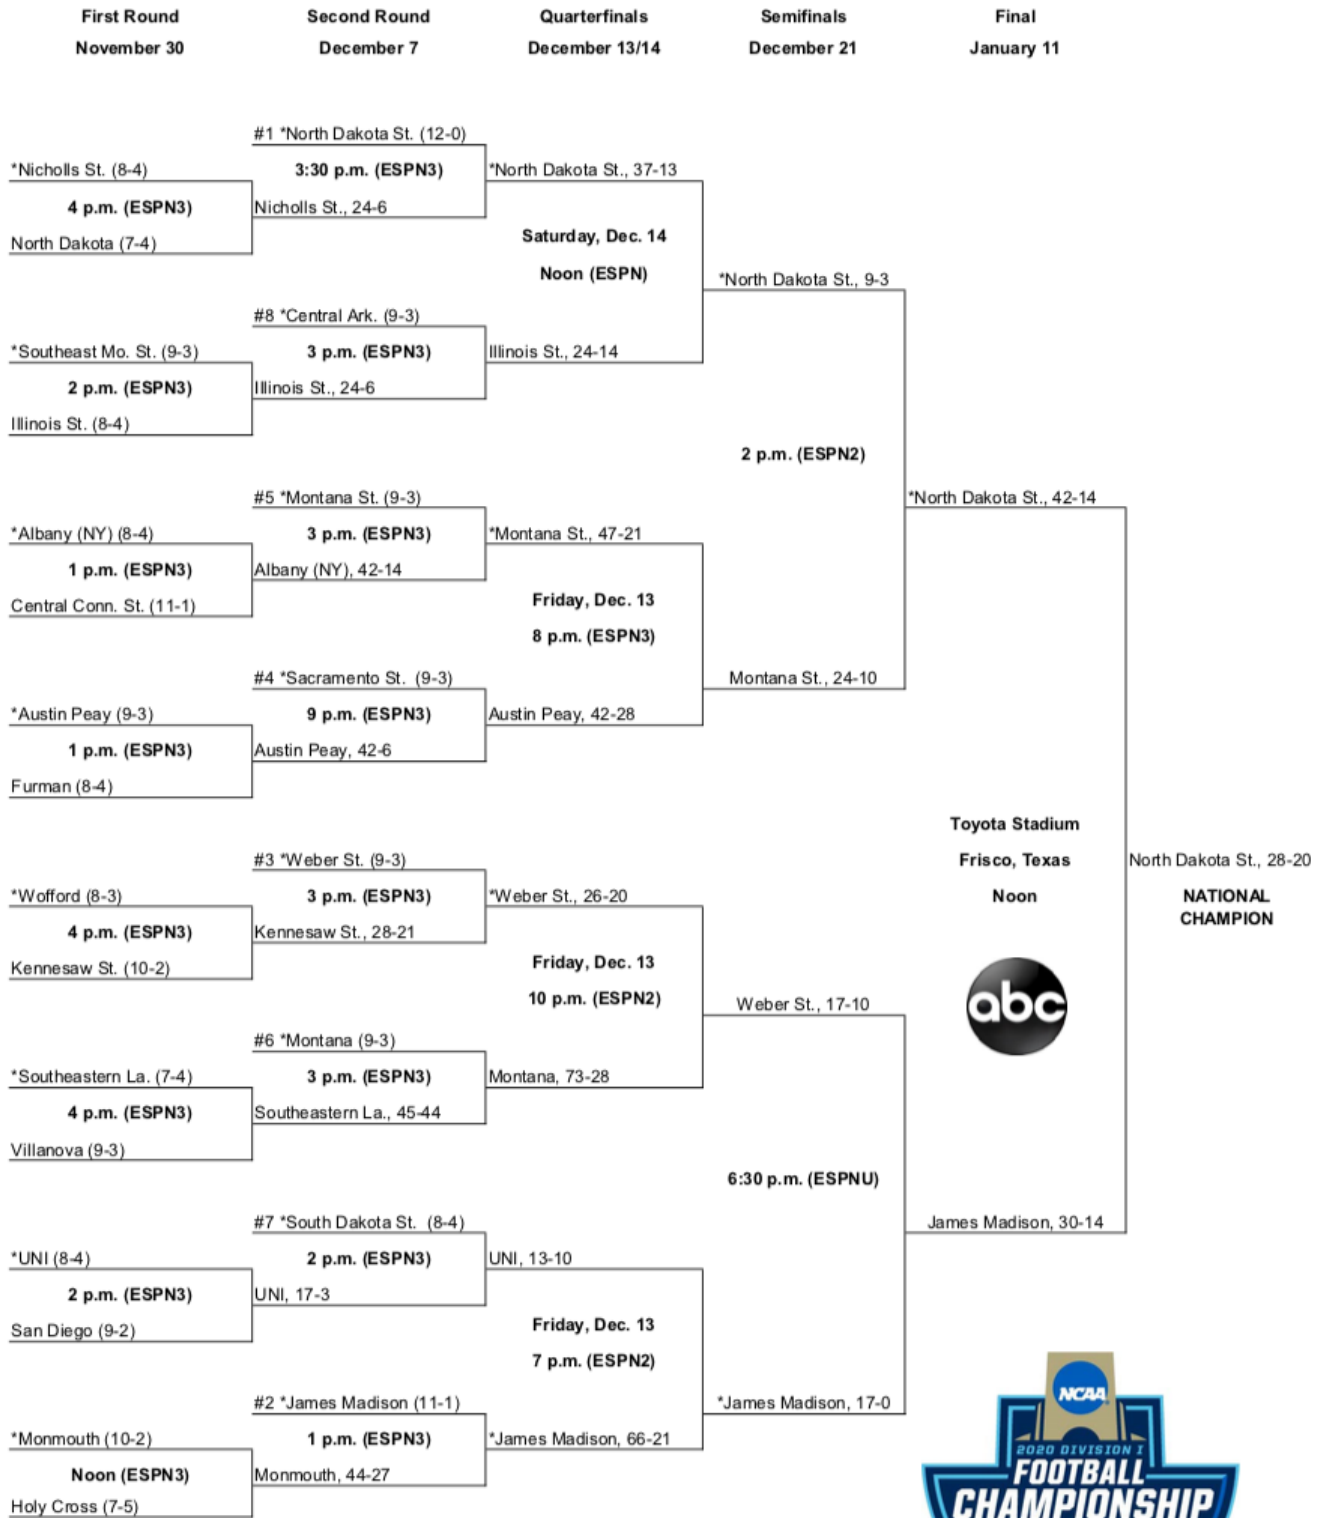 First Round
November 30
Second Round
December 7
Quarterfinals
December 13/14
Semifinals
December 21
Final
January 11
*Nicholls St. (8-4)
4 p.m. (ESPN3)
North Dakota (7-4)
*Southeast Mo. St. (9-3)
2 p.m. (ESPN3)
Illinois St. (8-4)
*Albany (NY) (8-4)
1 p.m. (ESPN3)
Central Conn. St. (11-1)
*Austin Peay (9-3)
1 p.m. (ESPN3)
Furman (8-4)
*Wofford (8-3)
4 p.m. (ESPN3)
Kennesaw St. (10-2)
*Southeastern La. (7-4)
4 p.m. (ESPN3)
Villanova (9-3)
*UNI (8-4)
2 p.m. (ESPN3)
San Diego (9-2)
*Monmouth (10-2)
Noon (ESPN3)
Holy Cross (7-5)
#1 *North Dakota St. (12-0)
3:30 p.m. (ESPN3)
Nicholls St., 24-6
#8 *Central Ark. (9-3)
3 p.m. (ESPN3)
Illinois St., 24-6
#5 *Montana St. (9-3)
3 p.m. (ESPN3)
Albany (NY), 42-14
#4 *Sacramento St. (9-3)
9 p.m. (ESPN3)
Austin Peay, 42-6
#3 *Weber St. (9-3)
3 p.m. (ESPN3)
Kennesaw St., 28-21
#6 *Montana (9-3)
3 p.m. (ESPN3)
Southeastern La., 45-44
#7 *South Dakota St. (8-4)
2 p.m. (ESPN3)
UNI, 17-3
#2 *James Madison (11-1)
1 p.m. (ESPN3)
Monmouth, 44-27
*North Dakota St., 37-13
Saturday, Dec. 14
Noon (ESPN)
Illinois St., 24-14
*Montana St., 47-21
Friday, Dec. 13
8 p.m. (ESPN3)
Austin Peay, 42-28
*Weber St., 26-20
Friday, Dec. 13
10 p.m. (ESPN2)
Montana, 73-28
UNI, 13-10
Friday, Dec. 13
7 p.m. (ESPN2)
*James Madison, 66-21
*North Dakota St., 9-3
2 p.m. (ESPN2)
Montana St., 24-10
Weber St., 17-10
6:30 p.m. (ESPNU)
*James Madison, 17-0
*North Dakota St., 42-14
Toyota Stadium
Frisco, Texas
Noon
abc
James Madison, 30-14
North Dakota St., 28-20
NATIONAL
CHAMPION
NCAA
2020 DIVISION I
FOOTBALL
CHAMPIONSHIP